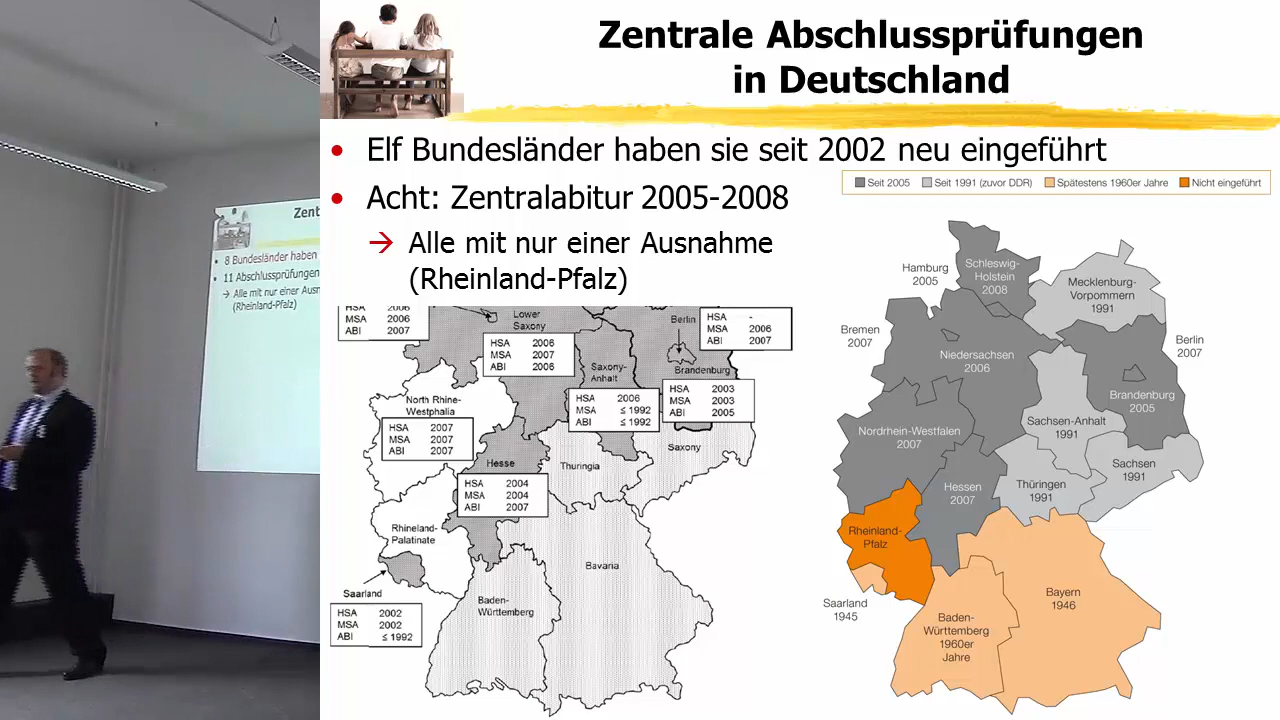 Zentrale Abschlussprüfungen
in Deutschland
• Elf Bundesländer haben sie seit 2002 neu eingeführt
• Acht: Zentralabitur 2005-2008
→ Alle mit nur einer Ausnahme
(Rheinland-Pfalz)
Seit 2005 Seit 1991 (zuvor DDR) Spätestens 1960er Jahre Nicht eingeführt
HSA 2006
MSA 2006
ABI 2007
Lower
Saxony
HSA 2006
MSA 2007
ABI 2006
Berlin
HSA -
MSA 2006
ABI 2007
Saxony-
Anhalt
HSA 2006
MSA ≤ 1992
ABI ≤ 1992
Brandenburg
HSA 2003
MSA 2003
ABI 2005
North Rhine-
Westphalia
HSA 2007
MSA 2007
ABI 2007
Hesse
HSA 2004
MSA 2004
ABI 2007
Thuringia
Saxony
Rhineland-
Palatinate
Saarland
HSA 2002
MSA 2002
ABI ≤ 1992
Baden-
Württemberg
Bavaria
Schleswig-
Holstein
2008
Hamburg
2005
Mecklenburg-
Vorpommern
1991
Bremen
2007
Niedersachsen
2006
Berlin
2007
Brandenburg
2005
Sachsen-Anhalt
1991
Nordrhein-Westfalen
2007
Hessen
2007
Thüringen
1991
Sachsen
1991
Rheinland-
Pfalz
Saarland
1945
Baden-
Württemberg
1960er
Jahre
Bayern
1946
Zent
• 8 Bundesländer haben
• 11 Abschlussprüfungen
→ Alle mit nur einer Ausn
(Rheinland-Pfalz)